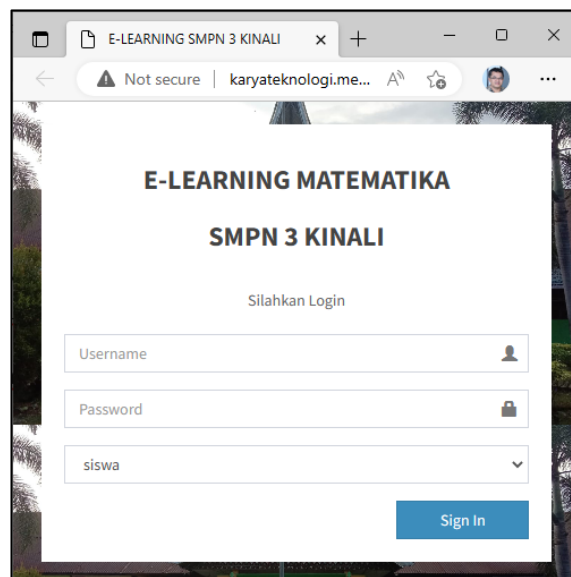 E-LEARNING SMPN 3 KINALI
Not secure karyateknologi.me...
E-LEARNING MATEMATIKA
SMPN 3 KINALI
Silahkan Login
Username
Password
siswa
Sign In